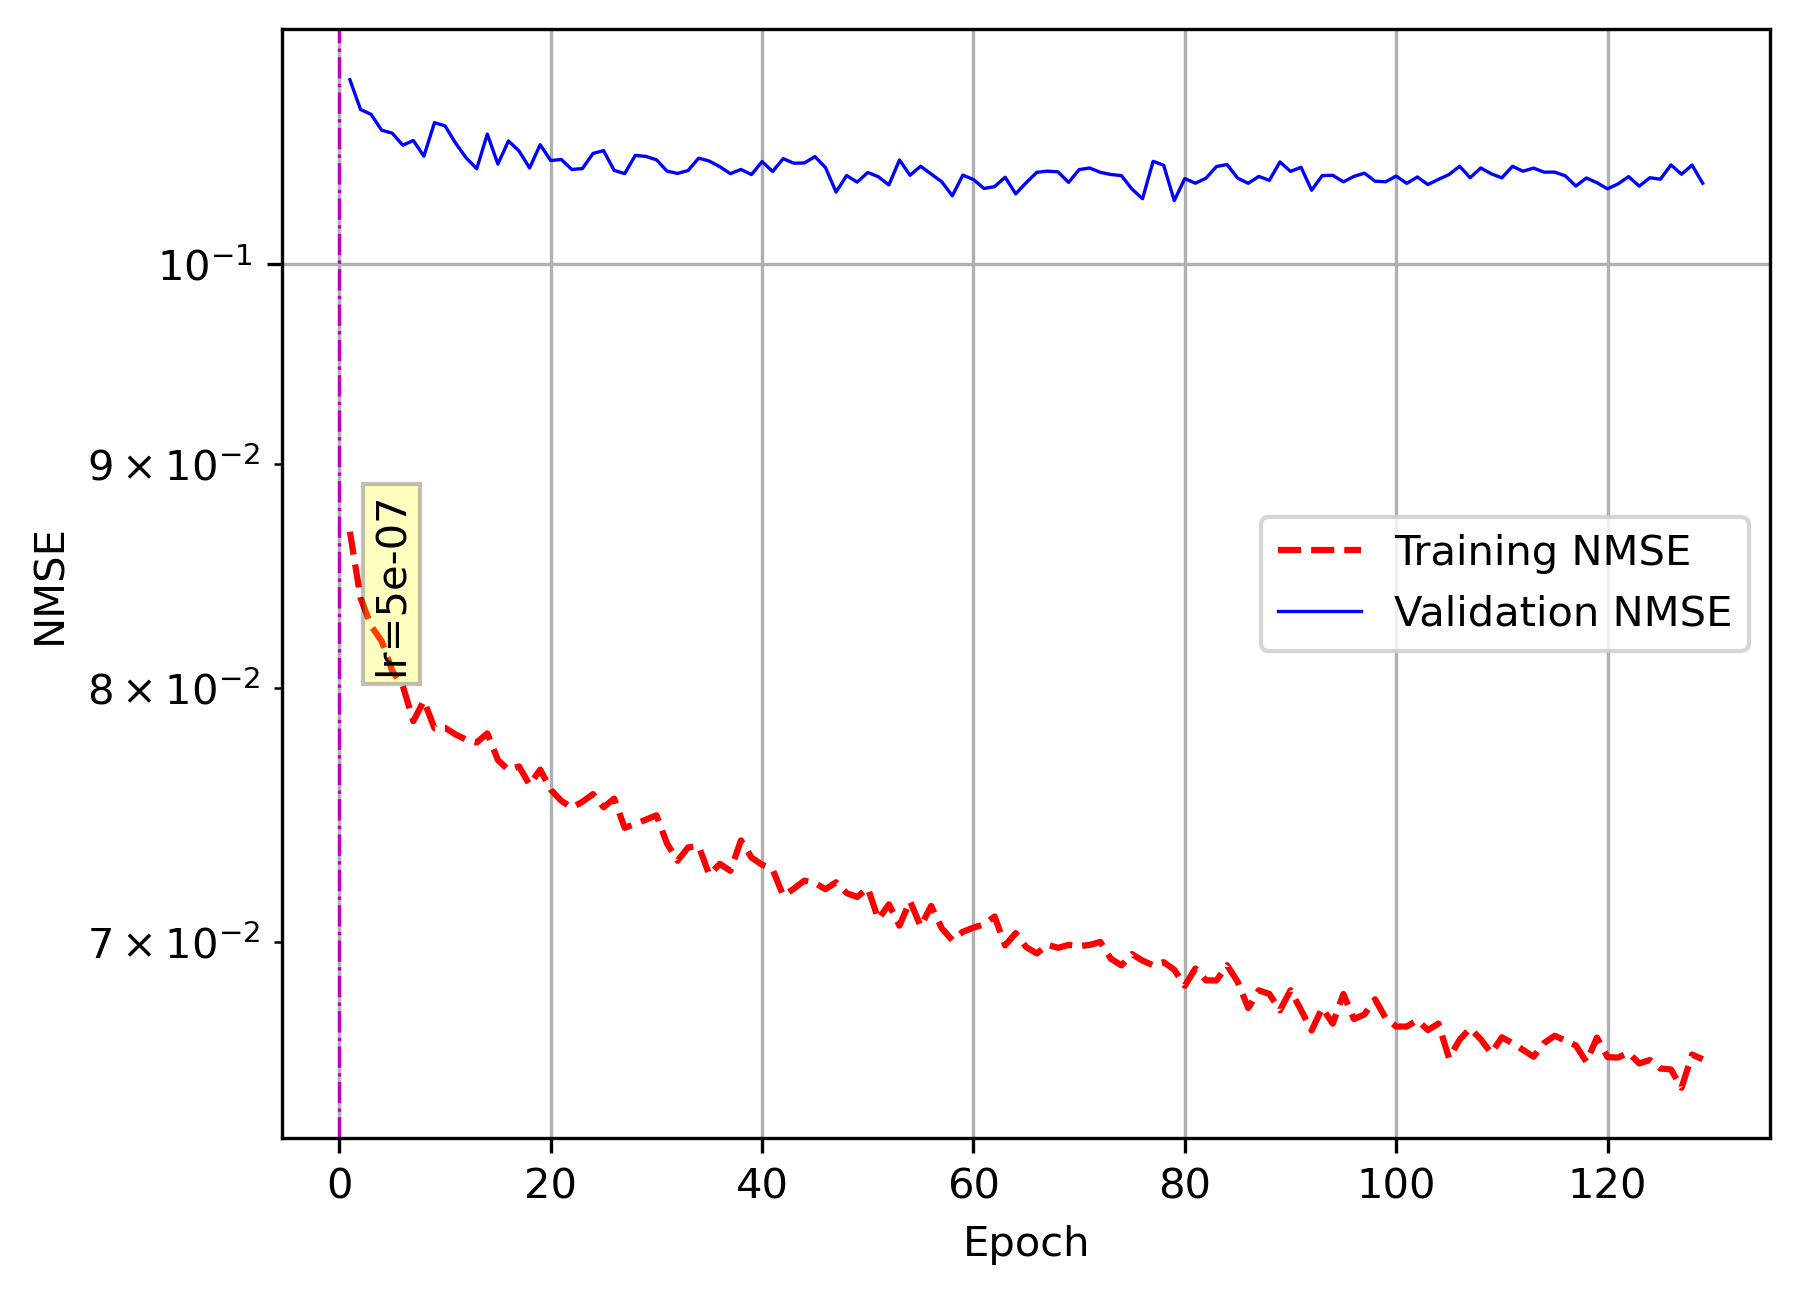 10⁻¹
9×10⁻²
8×10⁻²
7×10⁻²
NMSE
lr=5e-07
Training NMSE
Validation NMSE
0 20 40 60 80 100 120
Epoch